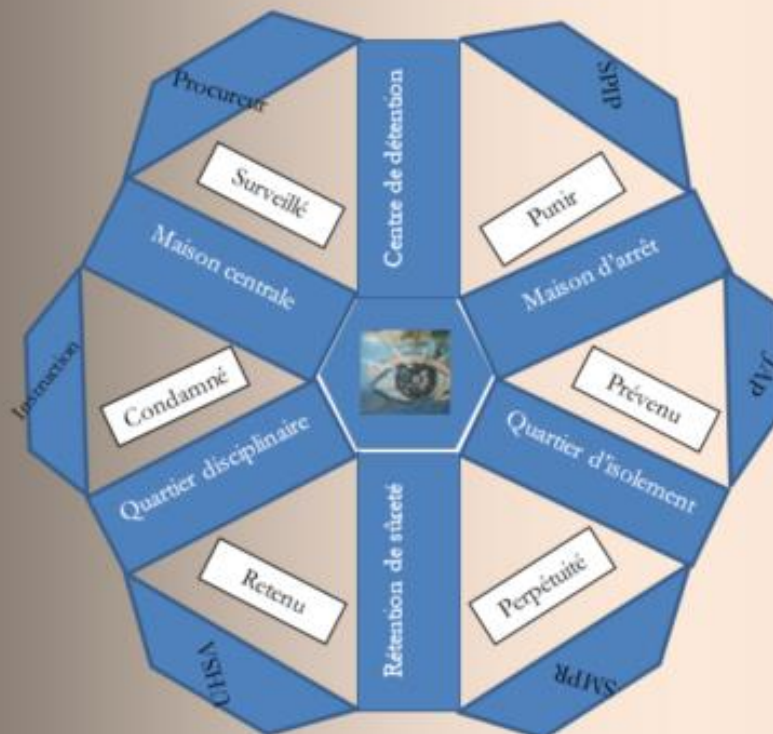 Procureur
SPIP
Surveillé
Centre de détention
Punir
Maison centrale
Maison d'arrêt
Instruction
Condamné
Prévenu
JAP
Quartier disciplinaire
Quartier d'isolement
Retenu
Rétention de sûreté
Perpétuité
UHSA
SMPR